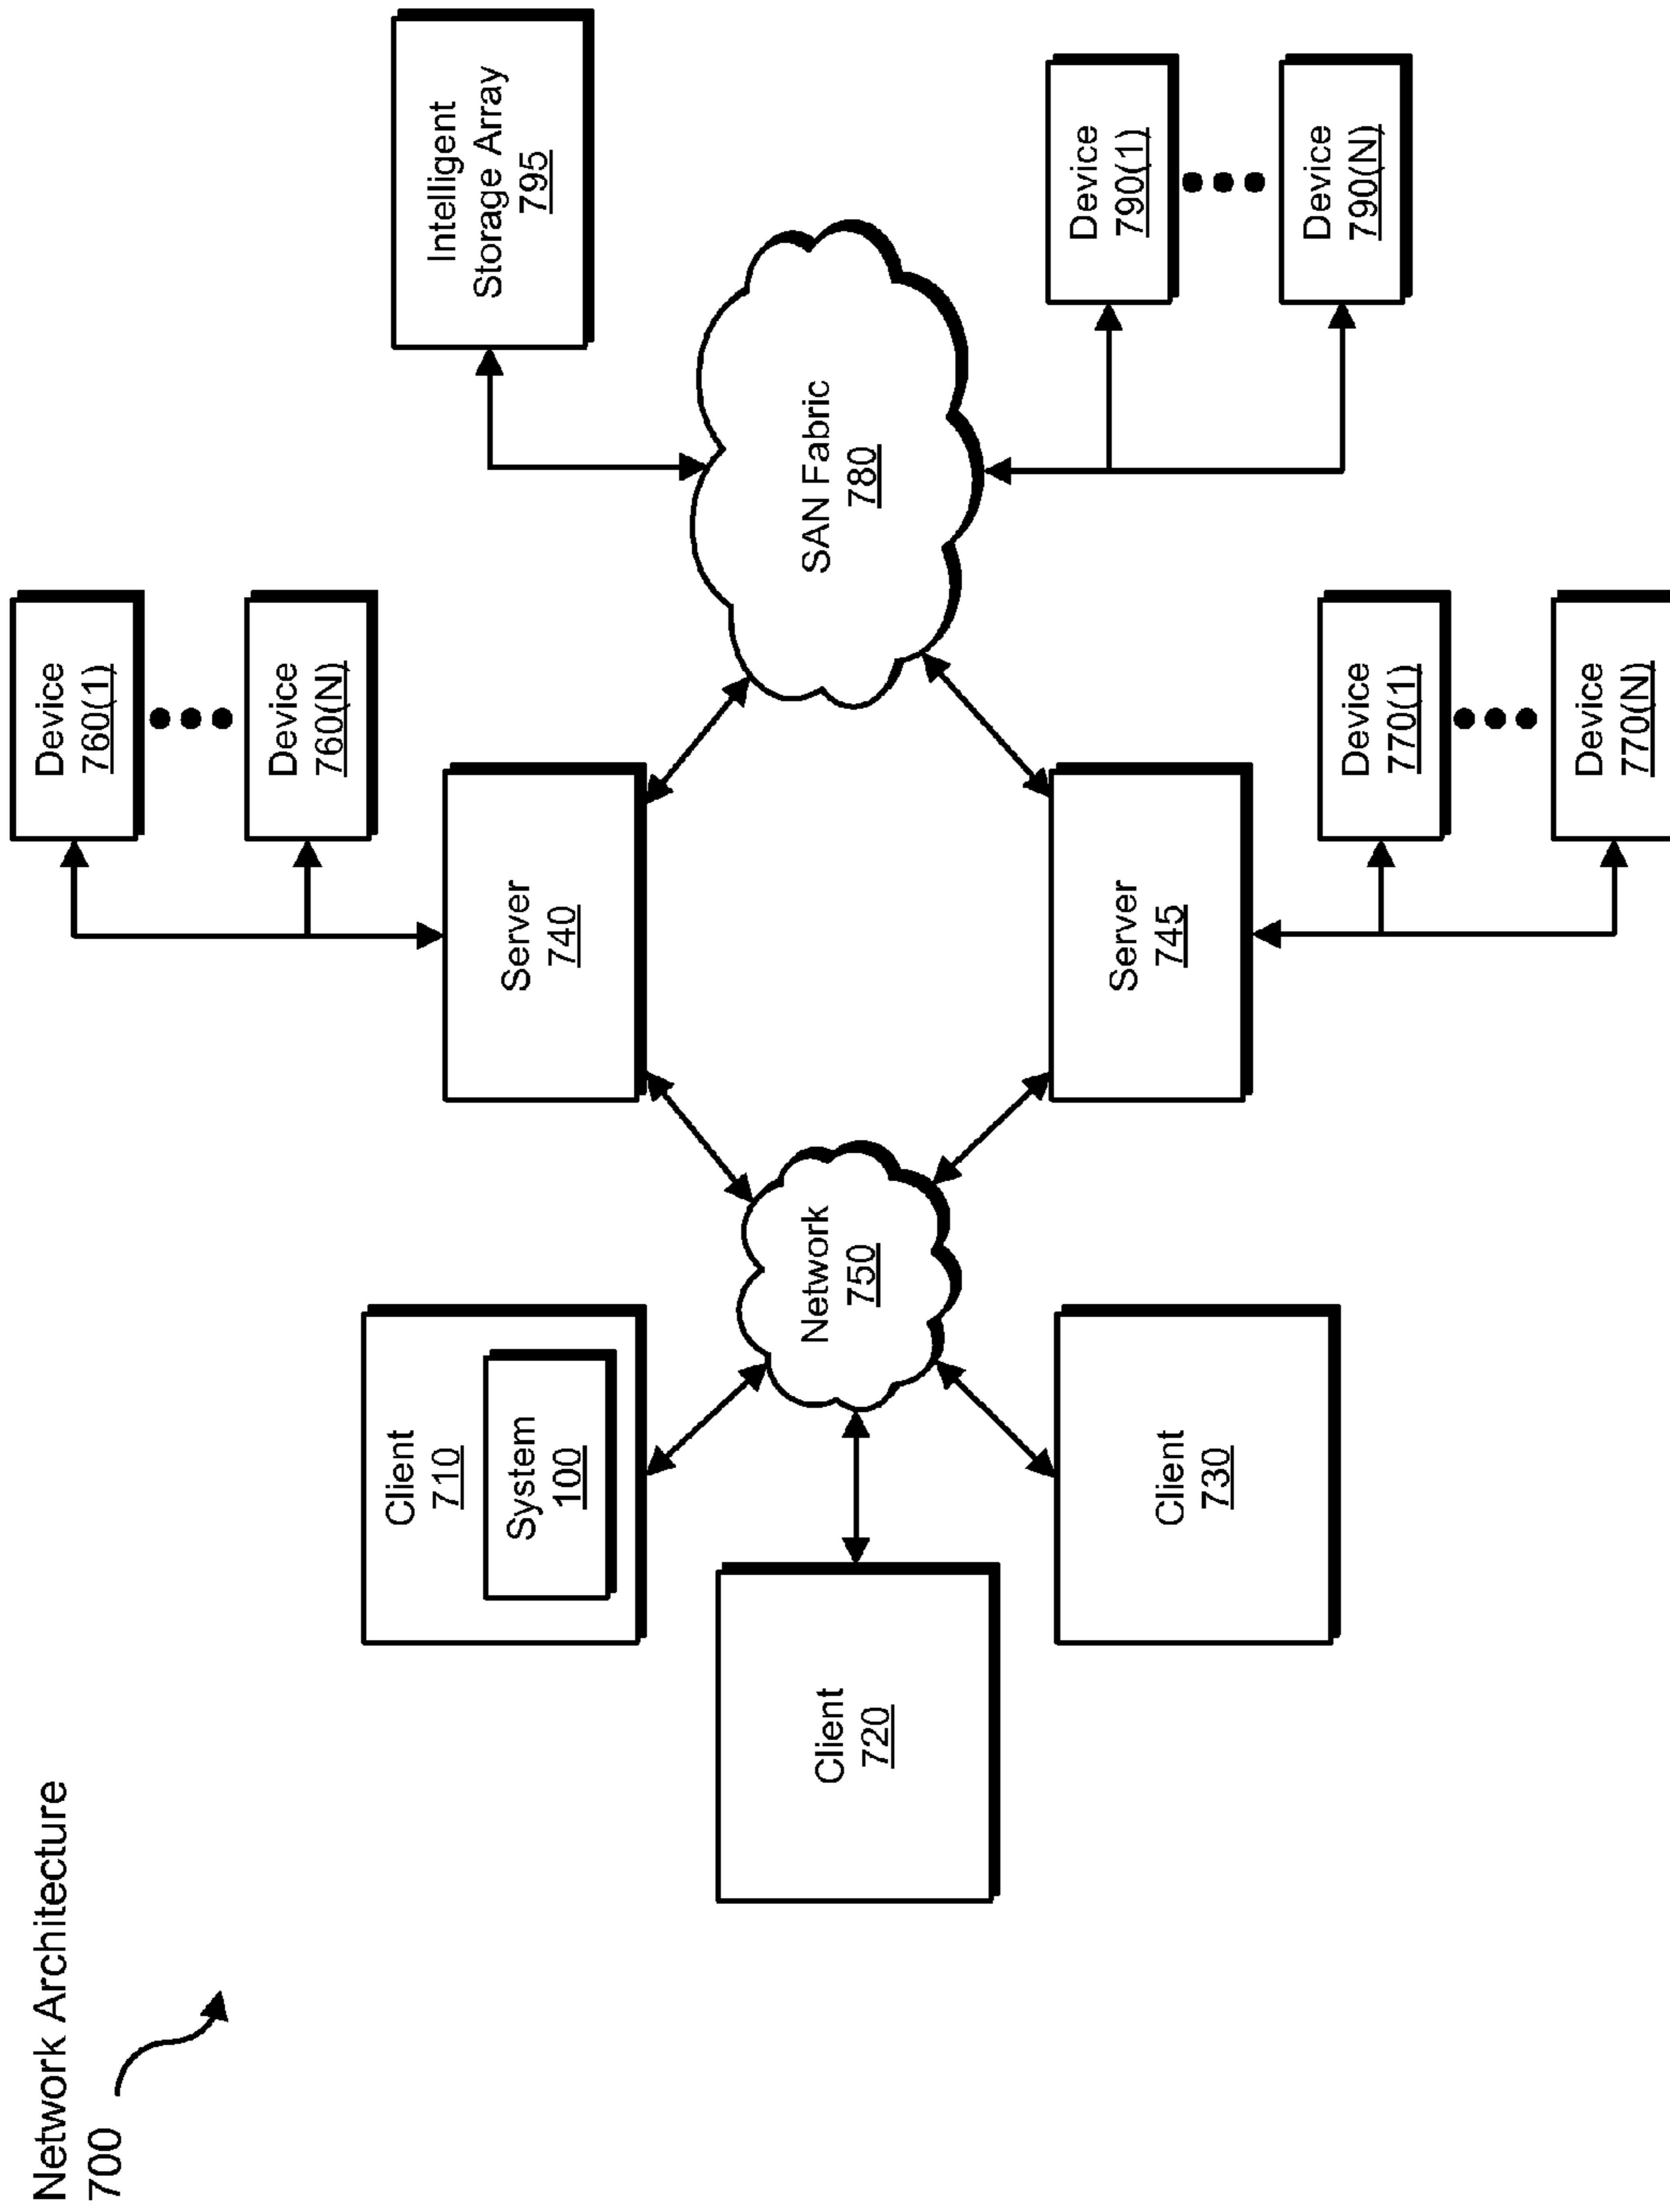 Network Architecture
700
Client
710
System
100
Client
720
Client
730
Network
750
Server
740
Server
745
Device
760(1)
Device
760(N)
Device
770(1)
Device
770(N)
SAN Fabric
780
Intelligent
Storage Array
795
Device
790(1)
Device
790(N)